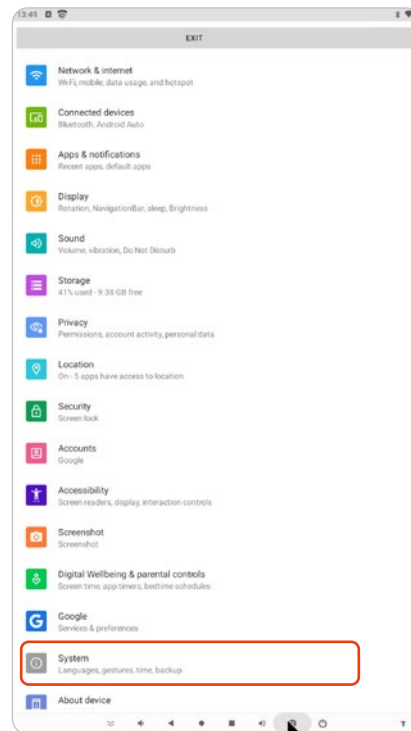 13:49
EXIT
Network & internet
Wi-Fi, mobile, data usage, and hotspot
Connected devices
Bluetooth, Android Auto
Apps & notifications
Recent apps, default apps
Display
Rotation, NavigationBar, sleep, Brightness
Sound
Volume, vibration, Do Not Disturb
Storage
41% used - 9.38 GB free
Privacy
Permissions, account activity, personal data
Location
On - 5 apps have access to location
Security
Screen lock
Accounts
Google
Accessibility
Screen readers, display, interaction controls
Screenshot
Screenshot
Digital Wellbeing & parental controls
Screen time, app timers, bedtime schedules
Google
Services & preferences
System
Languages, gestures, time, backup
About device